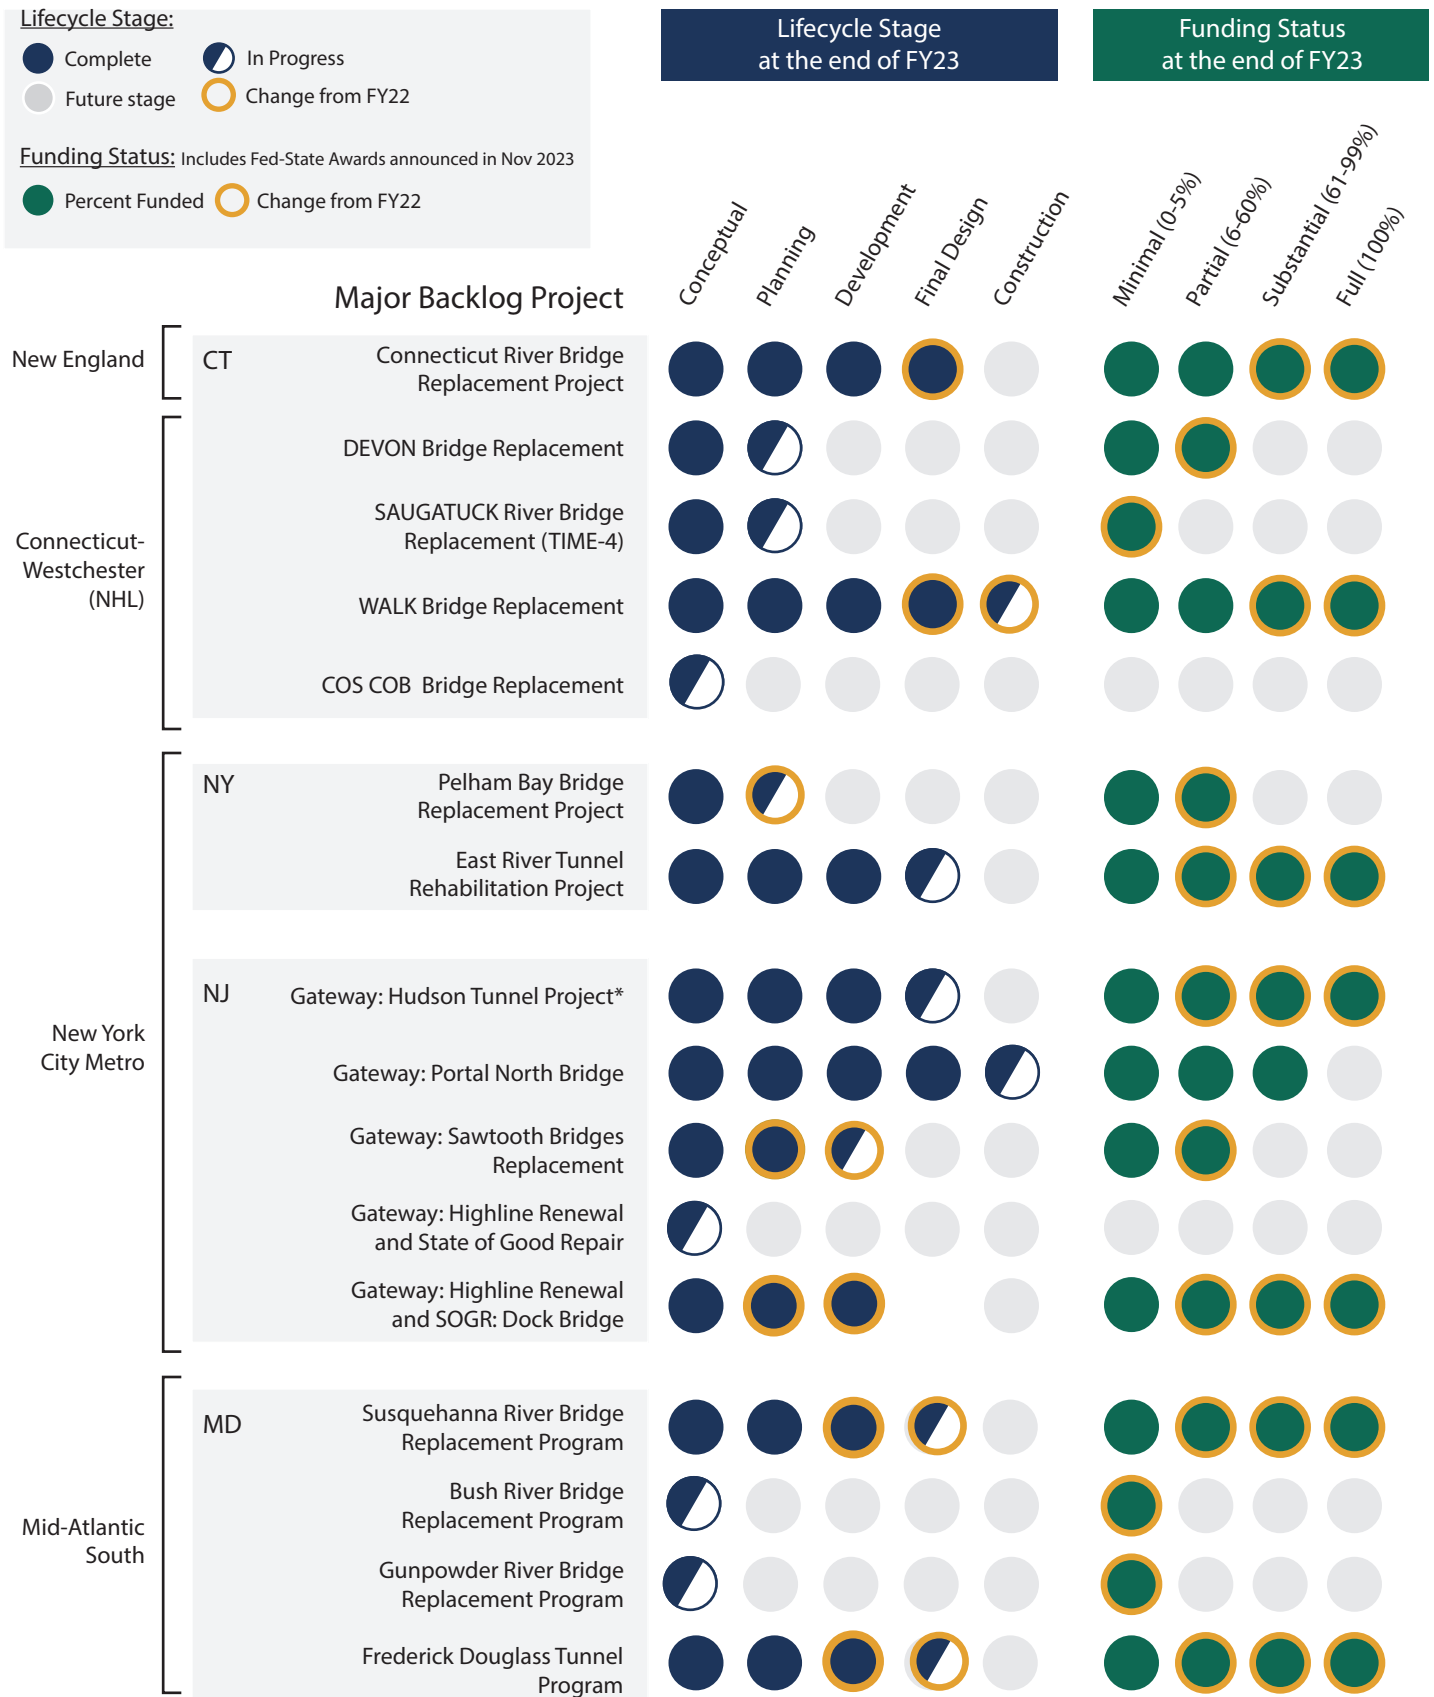 Lifecycle Stage:
Complete
In Progress
Future stage
Change from FY22
Funding Status: Includes Fed-State Awards announced in Nov 2023
Percent Funded
Change from FY22
Lifecycle Stage
at the end of FY23
Funding Status
at the end of FY23
Major Backlog Project
Conceptual
Planning
Development
Final Design
Construction
Minimal (0-5%)
Partial (6-60%)
Substantial (61-99%)
Full (100%)
New England
CT
Connecticut River Bridge
Replacement Project
Connecticut-
Westchester
(NHL)
DEVON Bridge Replacement
SAUGATUCK River Bridge
Replacement (TIME-4)
WALK Bridge Replacement
COS COB Bridge Replacement
New York
City Metro
NY
Pelham Bay Bridge
Replacement Project
East River Tunnel
Rehabilitation Project
NJ
Gateway: Hudson Tunnel Project*
Gateway: Portal North Bridge
Gateway: Sawtooth Bridges
Replacement
Gateway: Highline Renewal
and State of Good Repair
Gateway: Highline Renewal
and SOGR: Dock Bridge
Mid-Atlantic
South
MD
Susquehanna River Bridge
Replacement Program
Bush River Bridge
Replacement Program
Gunpowder River Bridge
Replacement Program
Frederick Douglass Tunnel
Program